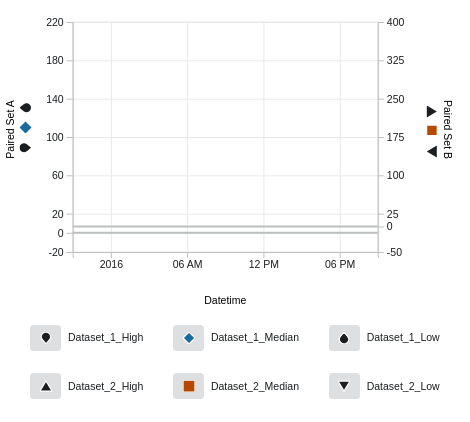 220
180
140
100
60
20
0
-20
Paired Set A
400
325
250
175
100
25
0
-50
Paired Set B
2016 06 AM 12 PM 06 PM
Datetime
Dataset_1_High Dataset_1_Median Dataset_1_Low
Dataset_2_High Dataset_2_Median Dataset_2_Low